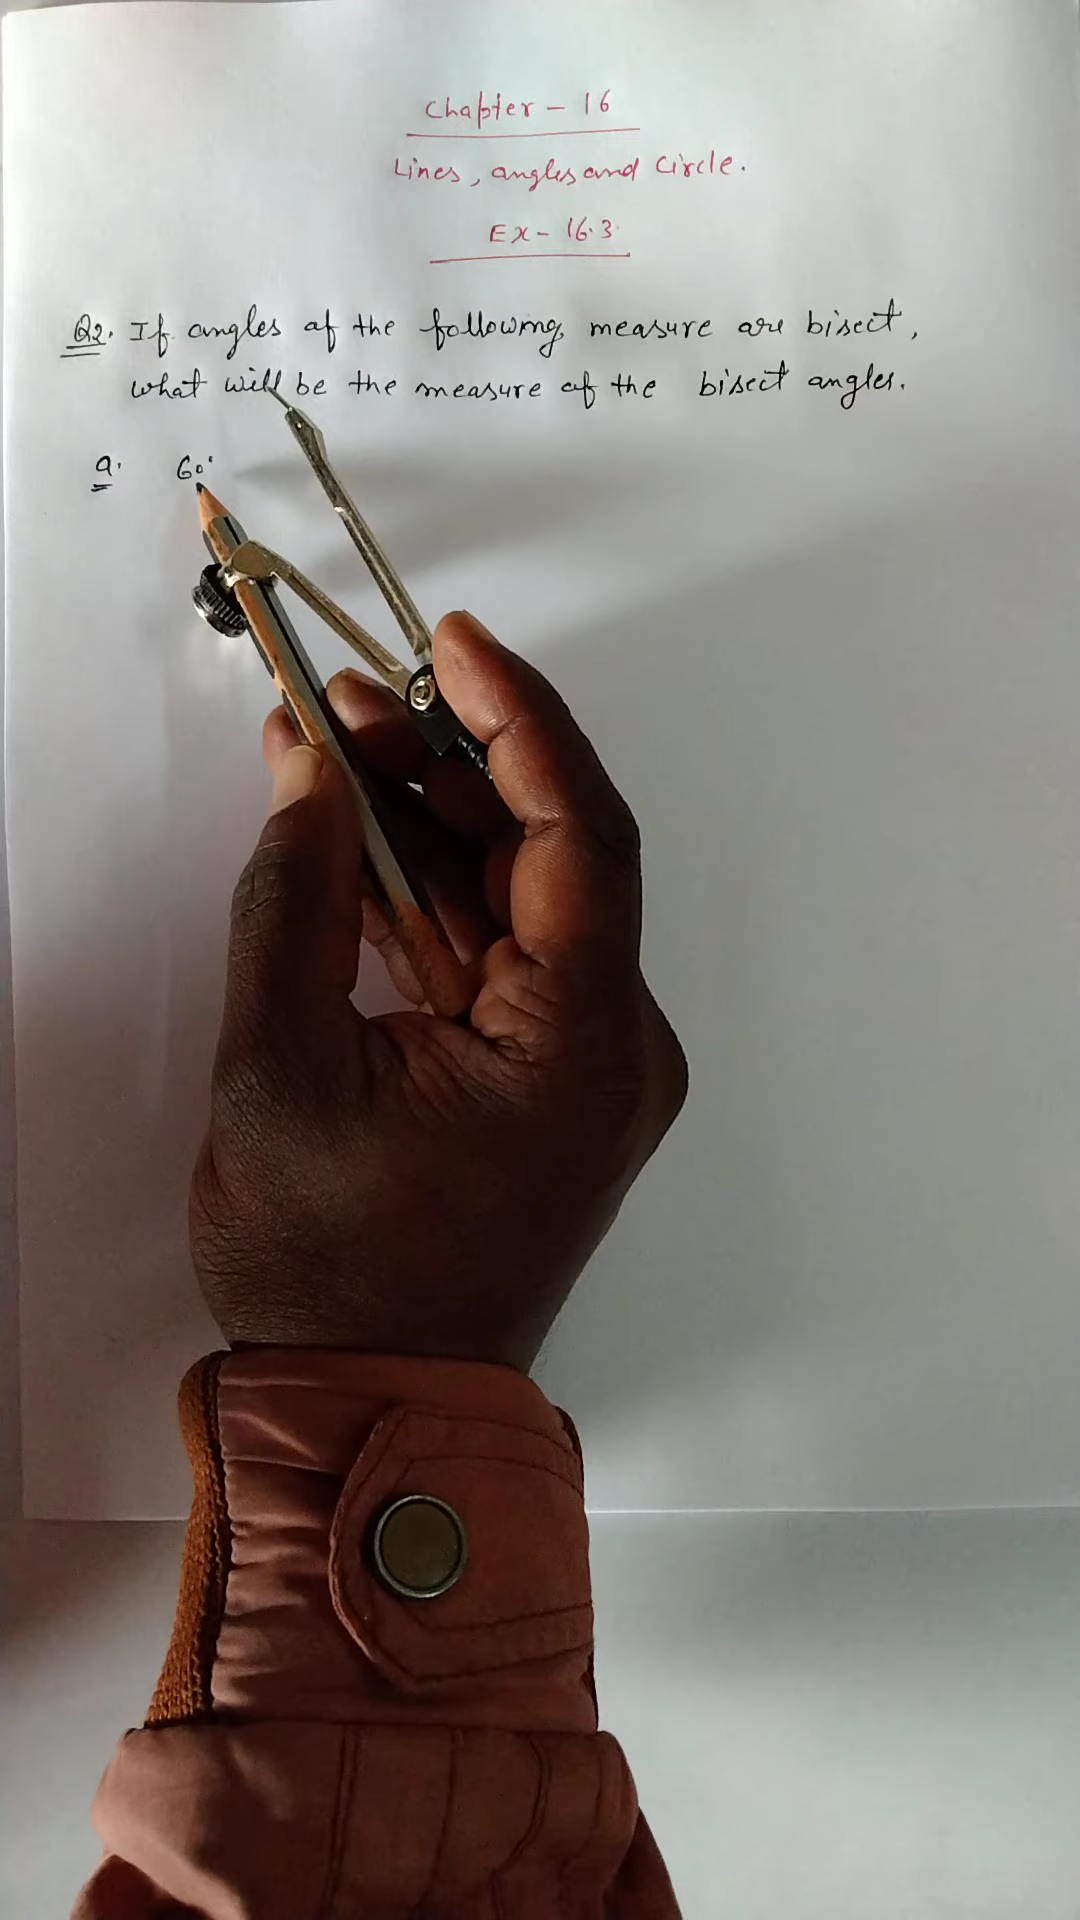 Chapter - 16
Lines, angles and Circle.
Ex - 16.3.
Q2. If angles of the following measure are bisect,
what will be the measure of the bisect angles.
a. 60°